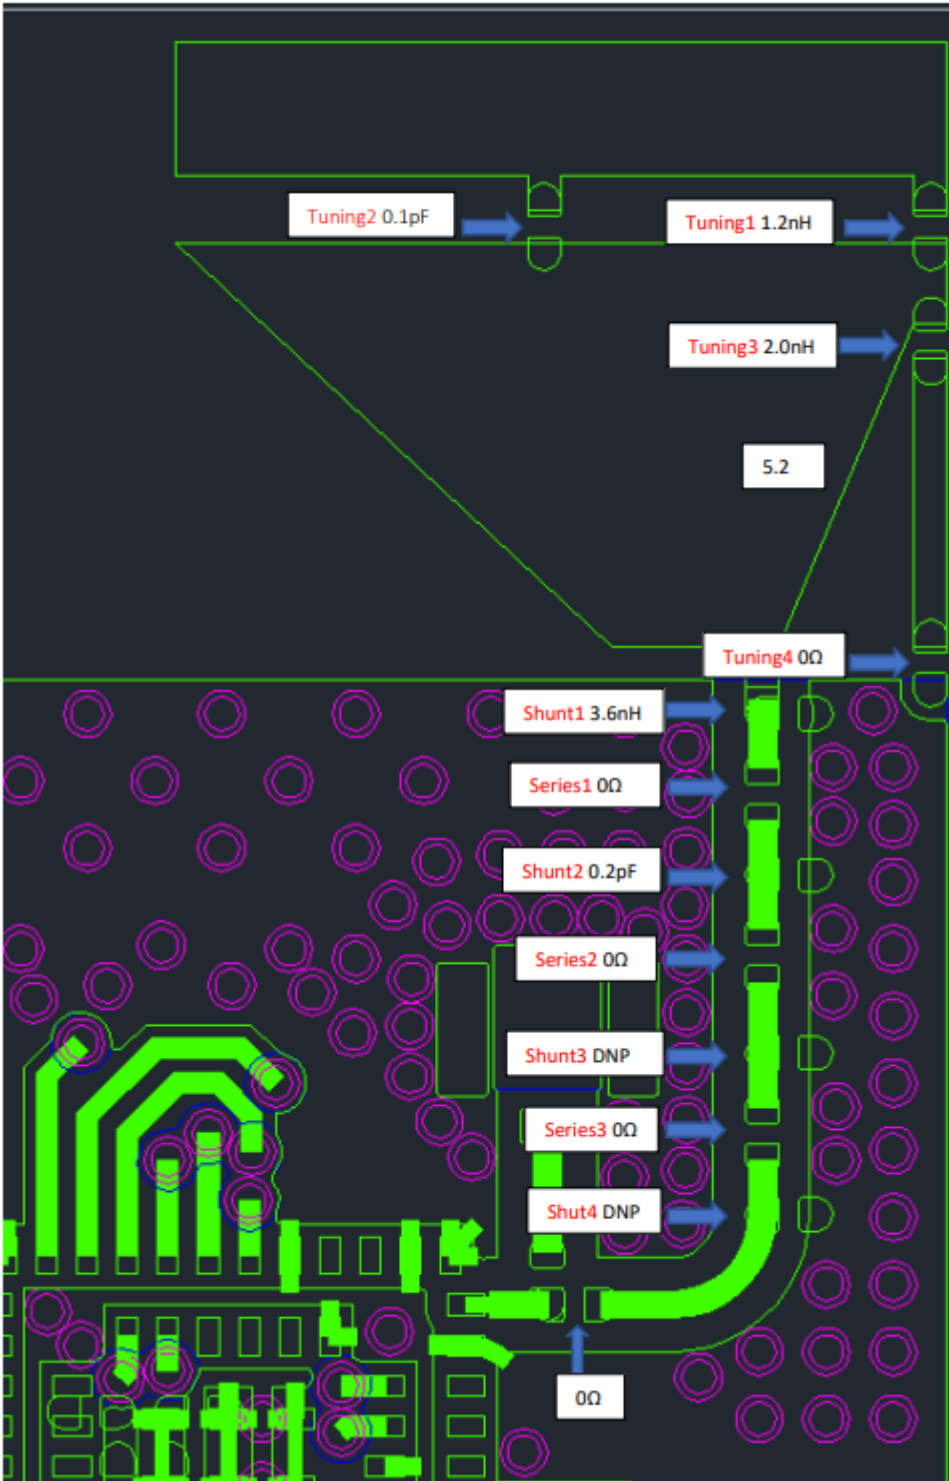 Tuning2 0.1pF
Tuning1 1.2nH
Tuning3 2.0nH
5.2
Tuning4 0Ω
Shunt1 3.6nH
Series1 0Ω
Shunt2 0.2pF
Series2 0Ω
Shunt3 DNP
Series3 0Ω
Shut4 DNP
0Ω